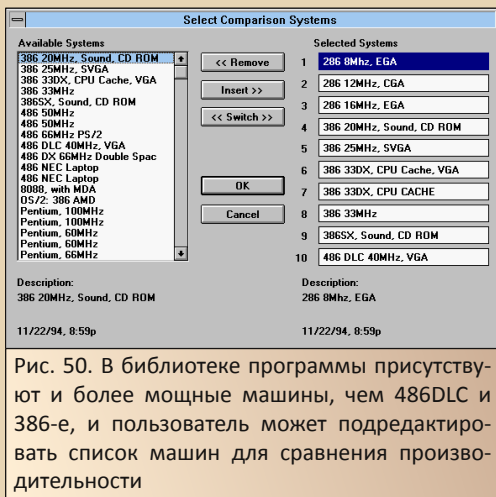 Select Comparison Systems
Available Systems
386 20MHz, Sound, CD ROM
386 25MHz, SVGA
386 33DX, CPU Cache, VGA
386 33MHz
386SX, Sound, CD ROM
486 50MHz
486 50MHz
486 66MHz PS/2
486 DLC 40MHz, VGA
486 DX 66MHz Double Spac
486 NEC Laptop
486 NEC Laptop
8088, with MDA
OS/2: 386 AMD
Pentium, 100MHz
Pentium, 100MHz
Pentium, 60MHz
Pentium, 60MHz
Pentium, 66MHz
<< Remove
Insert >>
<< Switch >>
OK
Cancel
Selected Systems
1 286 8Mhz, EGA
2 286 12MHz, CGA
3 286 16MHz, EGA
4 386 20MHz, Sound, CD ROM
5 386 25MHz, SVGA
6 386 33DX, CPU Cache, VGA
7 386 33DX, CPU CACHE
8 386 33MHz
9 386SX, Sound, CD ROM
10 486 DLC 40MHz, VGA
Description:
386 20MHz, Sound, CD ROM
11/22/94, 8:59p
Description:
286 8Mhz, EGA
11/22/94, 8:59p
Рис. 50. В библиотеке программы присутству-
ют и более мощные машины, чем 486DLC и
386-е, и пользователь может подредактиро-
вать список машин для сравнения произво-
дительности